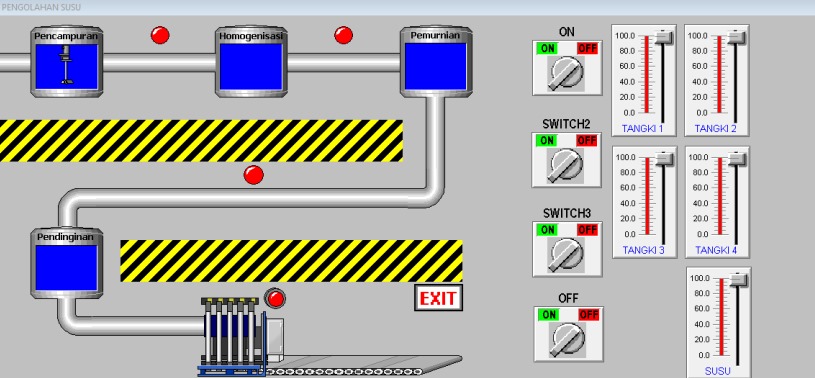 PENGOLAHAN SUSU
Pencampuran
Homogenisasi
Pemurnian
Pendinginan
EXIT
ON
ON OFF
SWITCH2
ON OFF
SWITCH3
ON OFF
OFF
ON OFF
100.0
80.0
60.0
40.0
20.0
0.0
TANGKI 1
100.0
80.0
60.0
40.0
20.0
0.0
TANGKI 2
100.0
80.0
60.0
40.0
20.0
0.0
TANGKI 3
100.0
80.0
60.0
40.0
20.0
0.0
TANGKI 4
100.0
80.0
60.0
40.0
20.0
0.0
SUSU